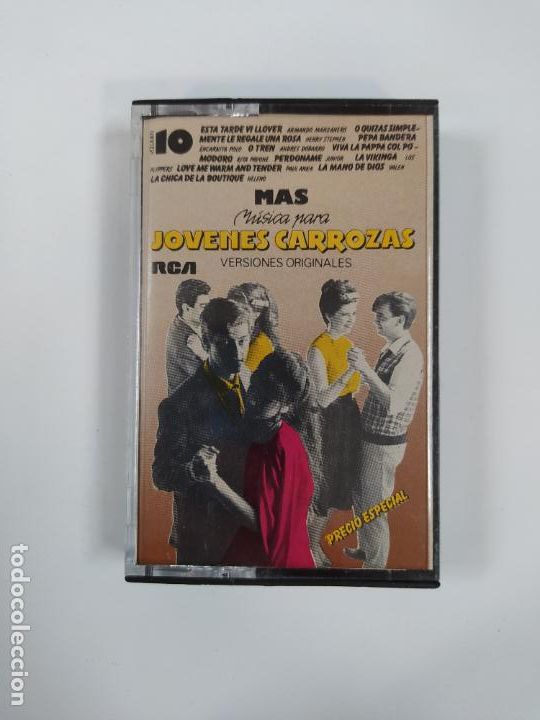 VOLUMEN
10
ESTA TARDE VI LLOVER ARMANDO MANZANERO O QUIZAS SIMPLE-
MENTE LE REGALE UNA ROSA HENRY STEPHEN PEPA BANDERA
ENCARNITA POLO O TREN ANDRES DOBARRO VIVA LA PAPPA COL PO-
MODORO RITA PAVONE PERDONAME JUNIOR LA VIKINGA LOS
FLIPPERS LOVE ME WARM AND TENDER PAUL ANKA LA MANO DE DIOS VALEN
LA CHICA DE LA BOUTIQUE HELENO
MAS
Música para
JOVENES CARROZAS
RCA VERSIONES ORIGINALES
PRECIO ESPECIAL
todocoleccion.net